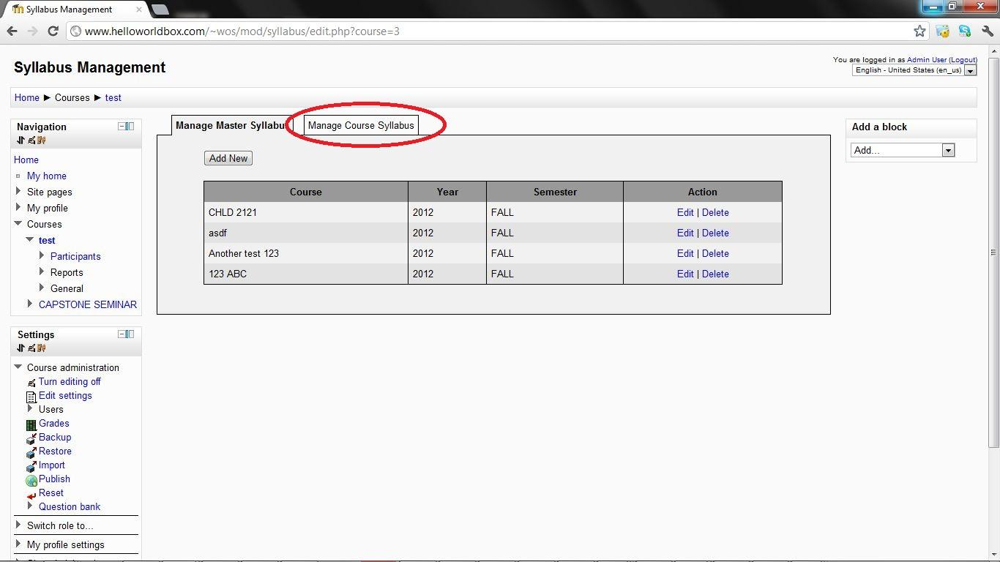 Syllabus Management
www.helloworldbox.com/~wos/mod/syllabus/edit.php?course=3
Syllabus Management
You are logged in as Admin User (Logout)
English - United States (en_us)
Home ► Courses ► test
Navigation
Home
My home
Site pages
My profile
Courses
test
Participants
Reports
General
CAPSTONE SEMINAR
Settings
Course administration
Turn editing off
Edit settings
Users
Grades
Backup
Restore
Import
Publish
Reset
Question bank
Switch role to...
My profile settings
Manage Master Syllabus Manage Course Syllabus
Add New
Course Year Semester Action
CHLD 2121 2012 FALL Edit | Delete
asdf 2012 FALL Edit | Delete
Another test 123 2012 FALL Edit | Delete
123 ABC 2012 FALL Edit | Delete
Add a block
Add...